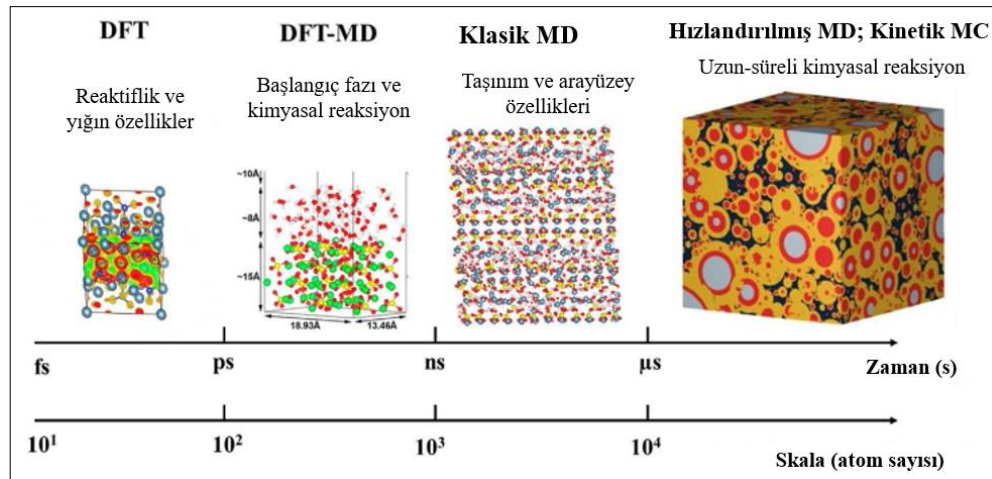 DFT
Reaktiflik ve
yığın özellikler
DFT-MD
Başlangıç fazı ve
kimyasal reaksiyon
Klasik MD
Taşınım ve arayüzey
özellikleri
Hızlandırılmış MD; Kinetik MC
Uzun-süreli kimyasal reaksiyon
~10Å
~8Å
~15Å
18.93Å
13.46Å
fs
ps
ns
µs
Zaman (s)
10¹
10²
10³
10⁴
Skala (atom sayısı)